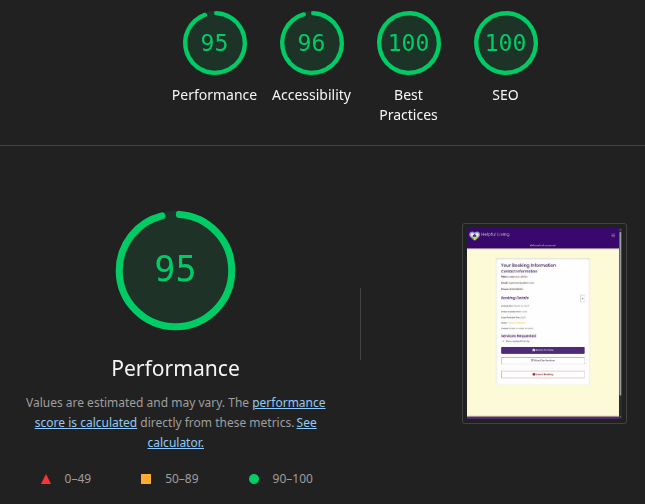 95
96
100
100
Performance
Accessibility
Best
Practices
SEO
95
Performance
Values are estimated and may vary. The performance
score is calculated directly from these metrics. See
calculator.
0–49
50–89
90–100
Helpful Living
Your Booking Information
Contact Information
Booking Details
Services Requested